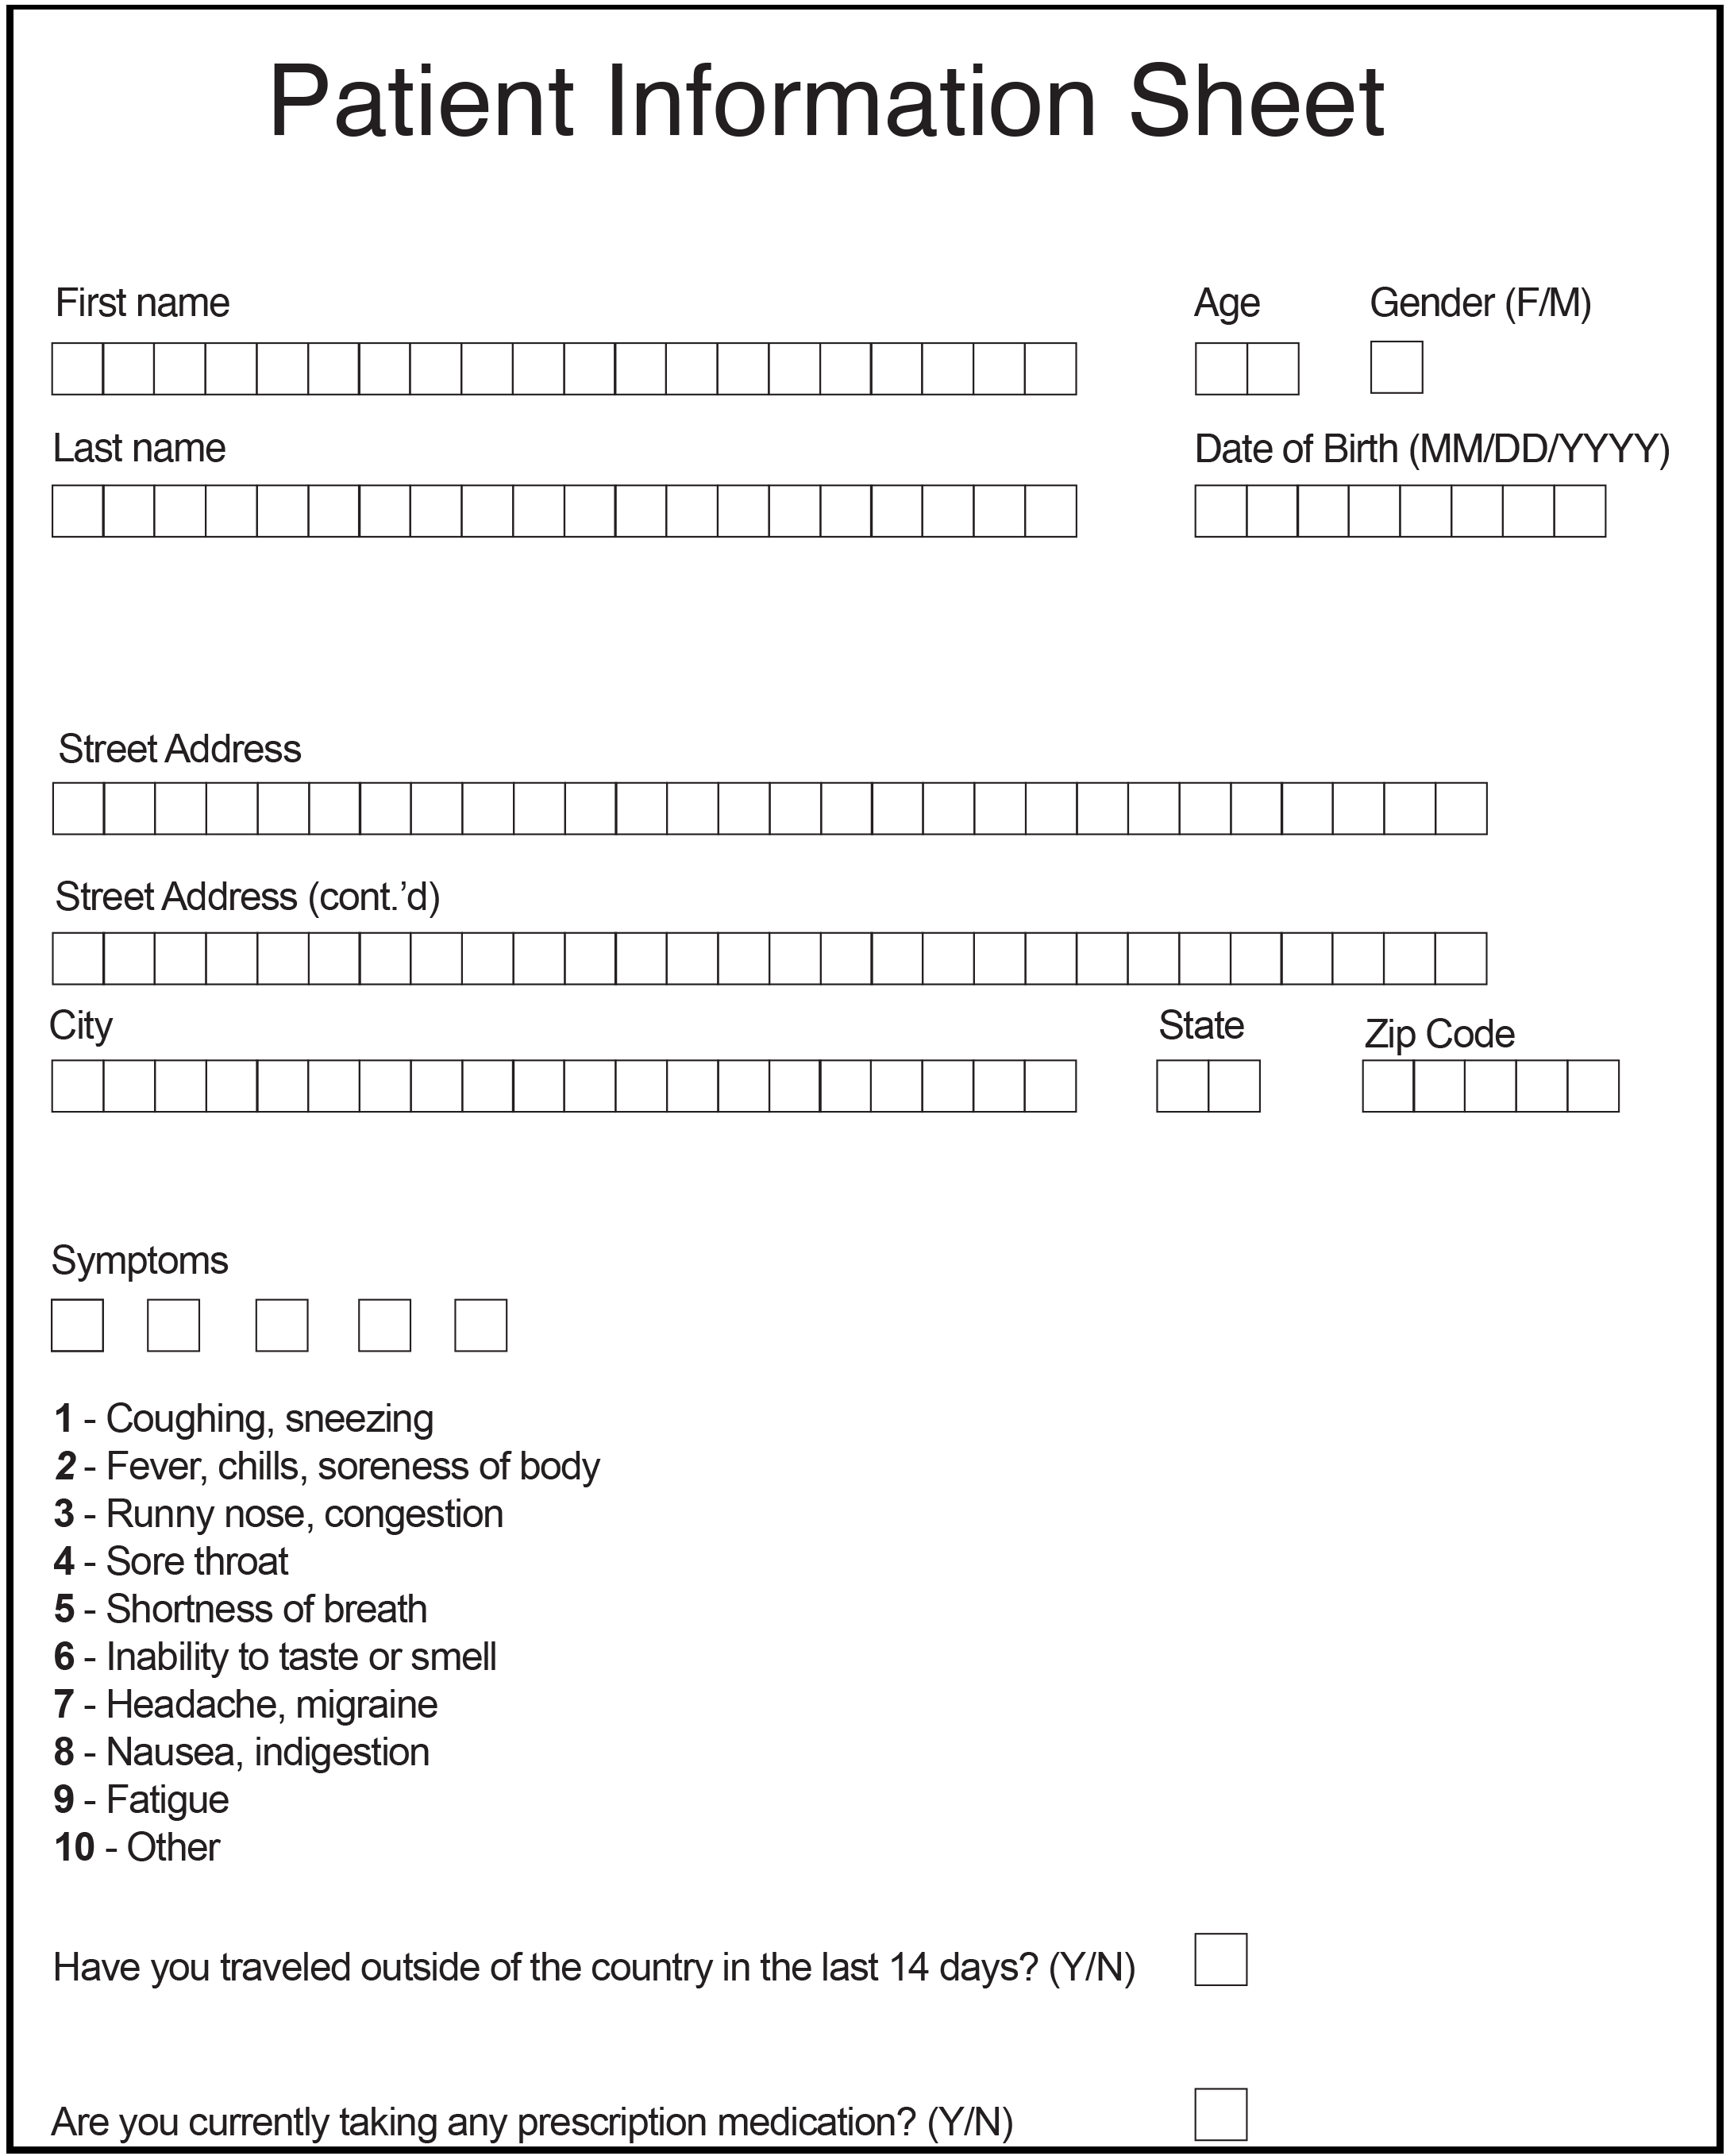 Patient Information Sheet
First name
Age
Gender (F/M)
Last name
Date of Birth (MM/DD/YYYY)
Street Address
Street Address (cont.’d)
City
State
Zip Code
Symptoms
1 - Coughing, sneezing
2 - Fever, chills, soreness of body
3 - Runny nose, congestion
4 - Sore throat
5 - Shortness of breath
6 - Inability to taste or smell
7 - Headache, migraine
8 - Nausea, indigestion
9 - Fatigue
10 - Other
Have you traveled outside of the country in the last 14 days? (Y/N)
Are you currently taking any prescription medication? (Y/N)